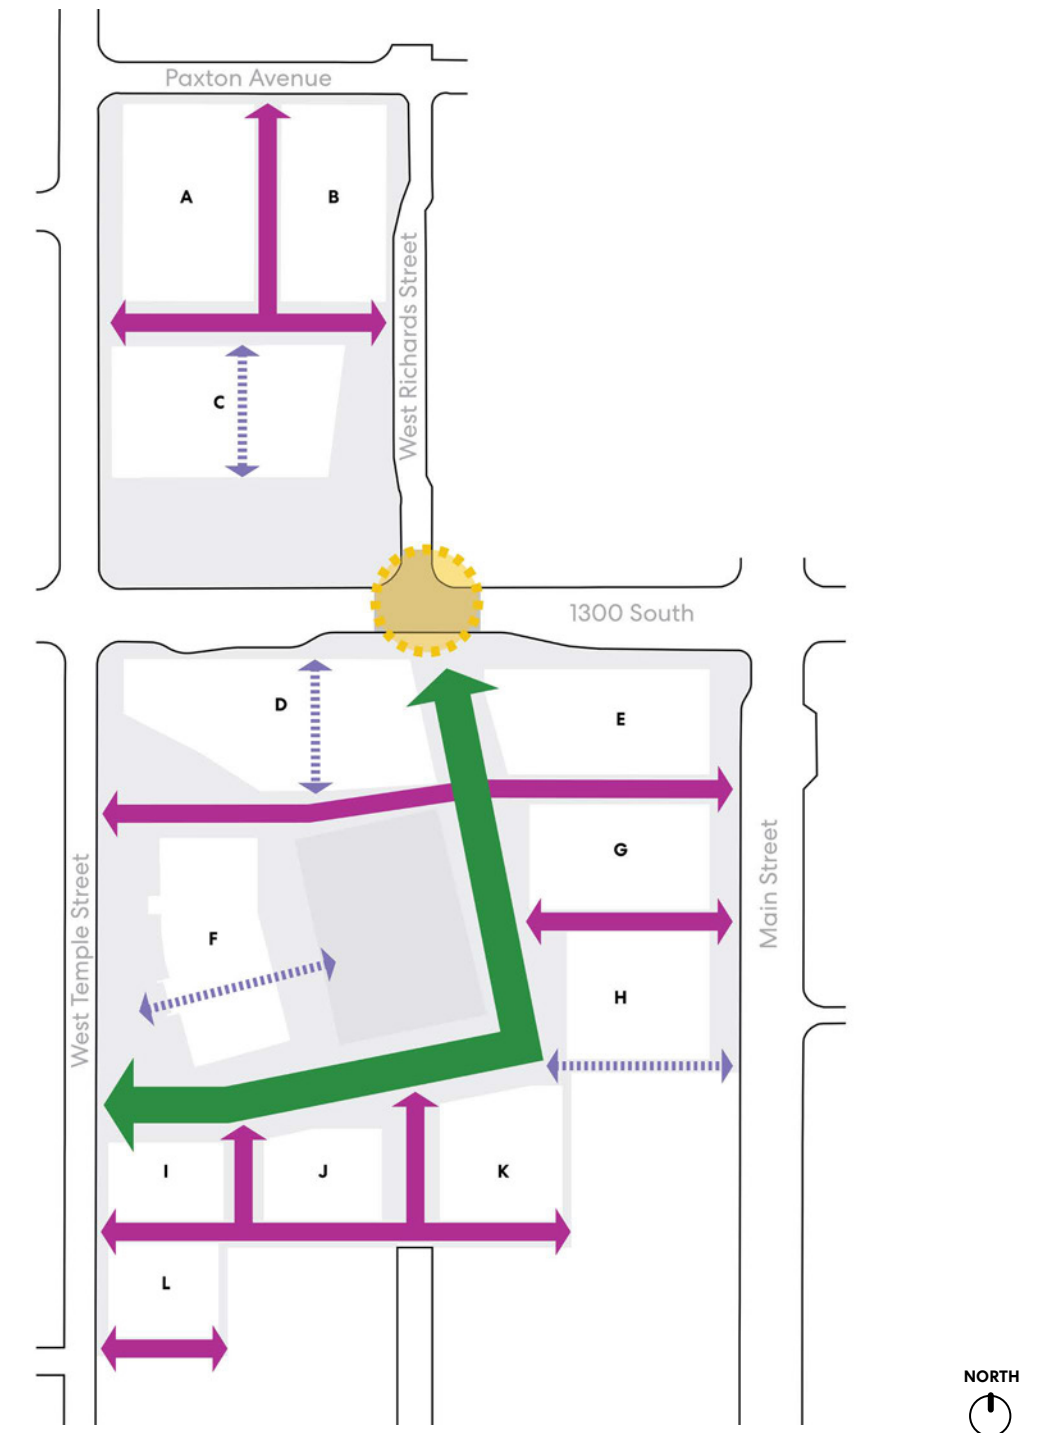 Paxton Avenue
A
B
West Richards Street
C
1300 South
D
E
G
Main Street
West Temple Street
F
H
I
J
K
L
NORTH